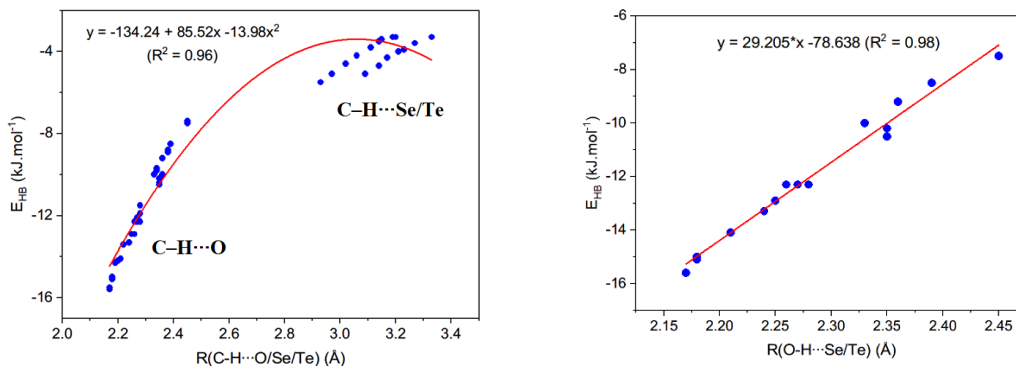 y = -134.24 + 85.52x -13.98x²
(R² = 0.96)
C–H···Se/Te
C–H···O
E_HB (kJ.mol⁻¹)
-4
-8
-12
-16
2.0 2.2 2.4 2.6 2.8 3.0 3.2 3.4
R(C-H···O/Se/Te) (Å)
y = 29.205*x -78.638 (R² = 0.98)
E_HB (kJ.mol⁻¹)
-6
-8
-10
-12
-14
-16
2.15 2.20 2.25 2.30 2.35 2.40 2.45
R(O-H···Se/Te) (Å)